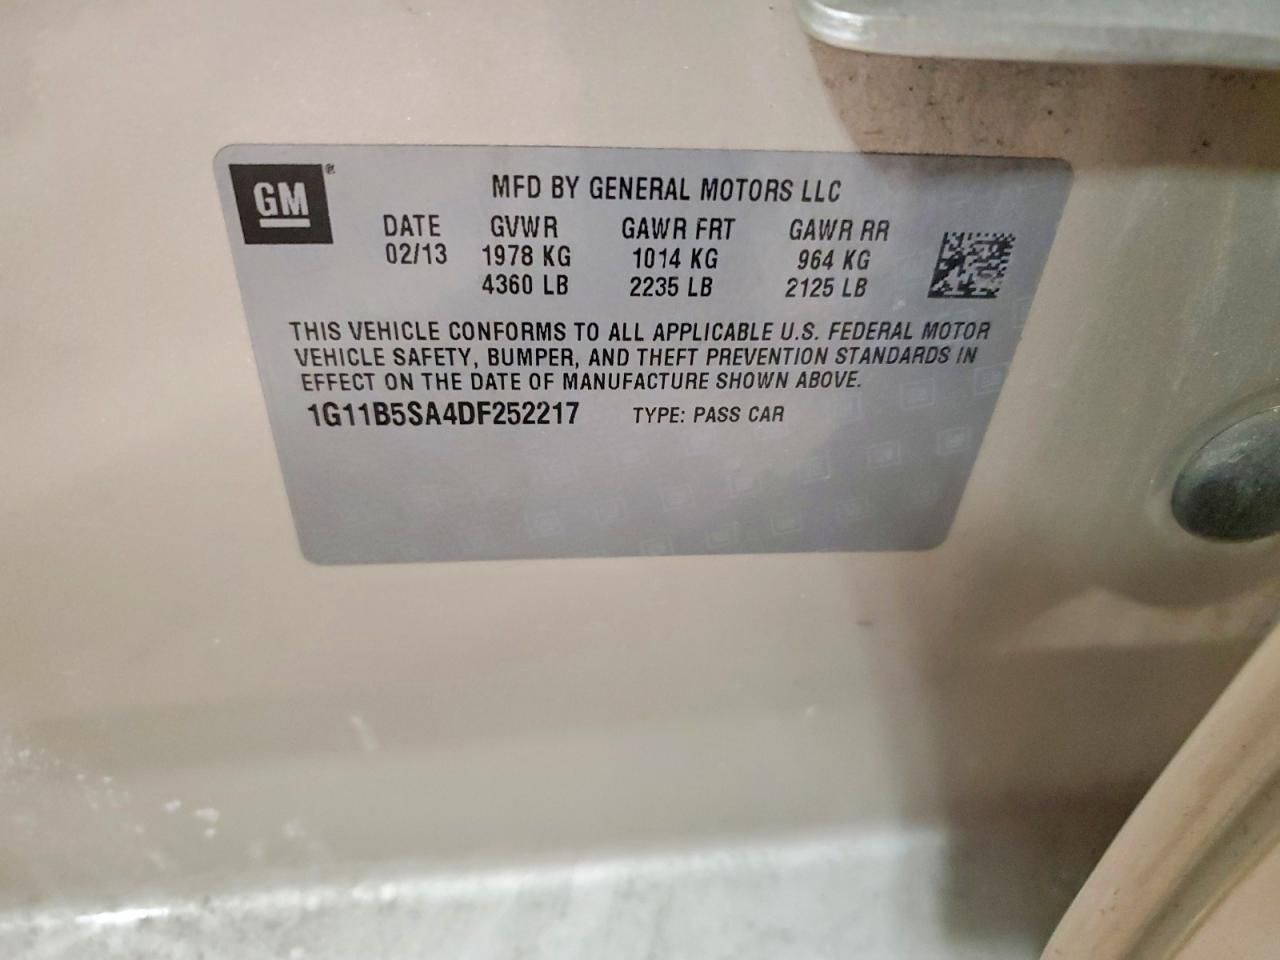 GM®
MFD BY GENERAL MOTORS LLC
DATE GVWR GAWR FRT GAWR RR
02/13 1978 KG 1014 KG 964 KG
4360 LB 2235 LB 2125 LB
THIS VEHICLE CONFORMS TO ALL APPLICABLE U.S. FEDERAL MOTOR
VEHICLE SAFETY, BUMPER, AND THEFT PREVENTION STANDARDS IN
EFFECT ON THE DATE OF MANUFACTURE SHOWN ABOVE.
1G11B5SA4DF252217 TYPE: PASS CAR